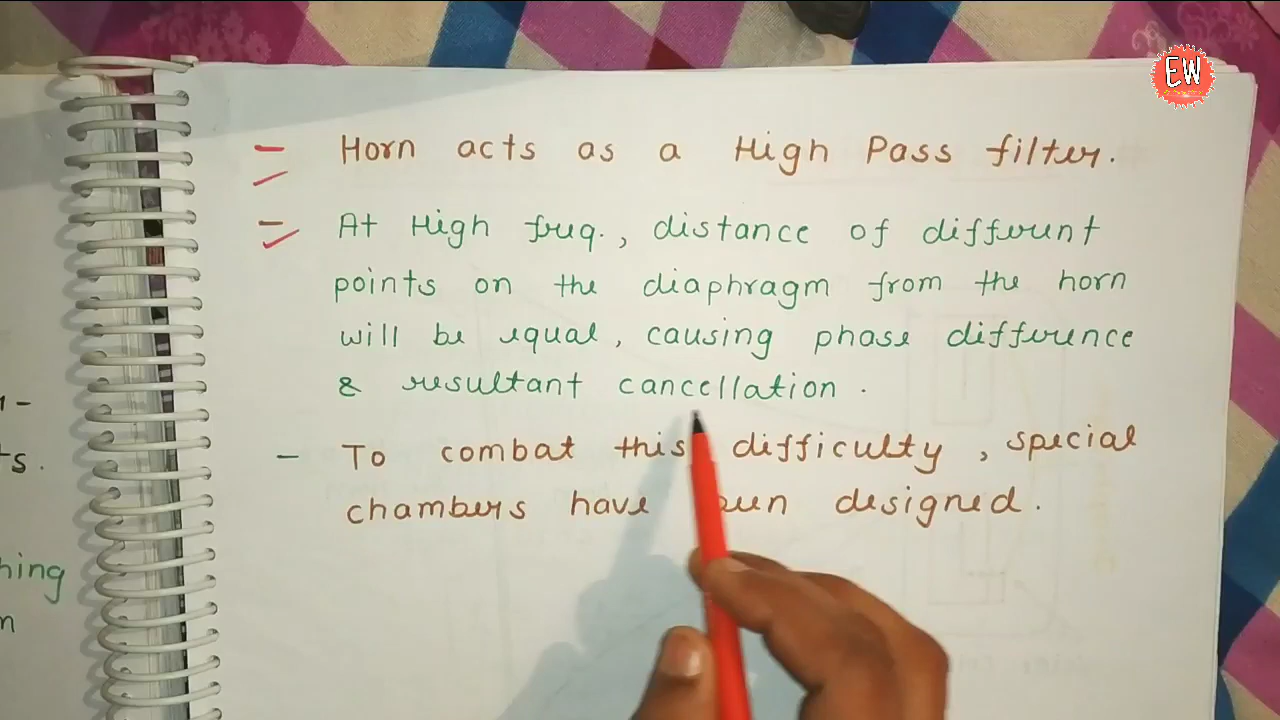 EW
- Horn acts as a High Pass filter.
- At High freq., distance of different
points on the diaphragm from the horn
will be equal, causing phase difference
& resultant cancellation.
- To combat this difficulty, special
chambers have been designed.